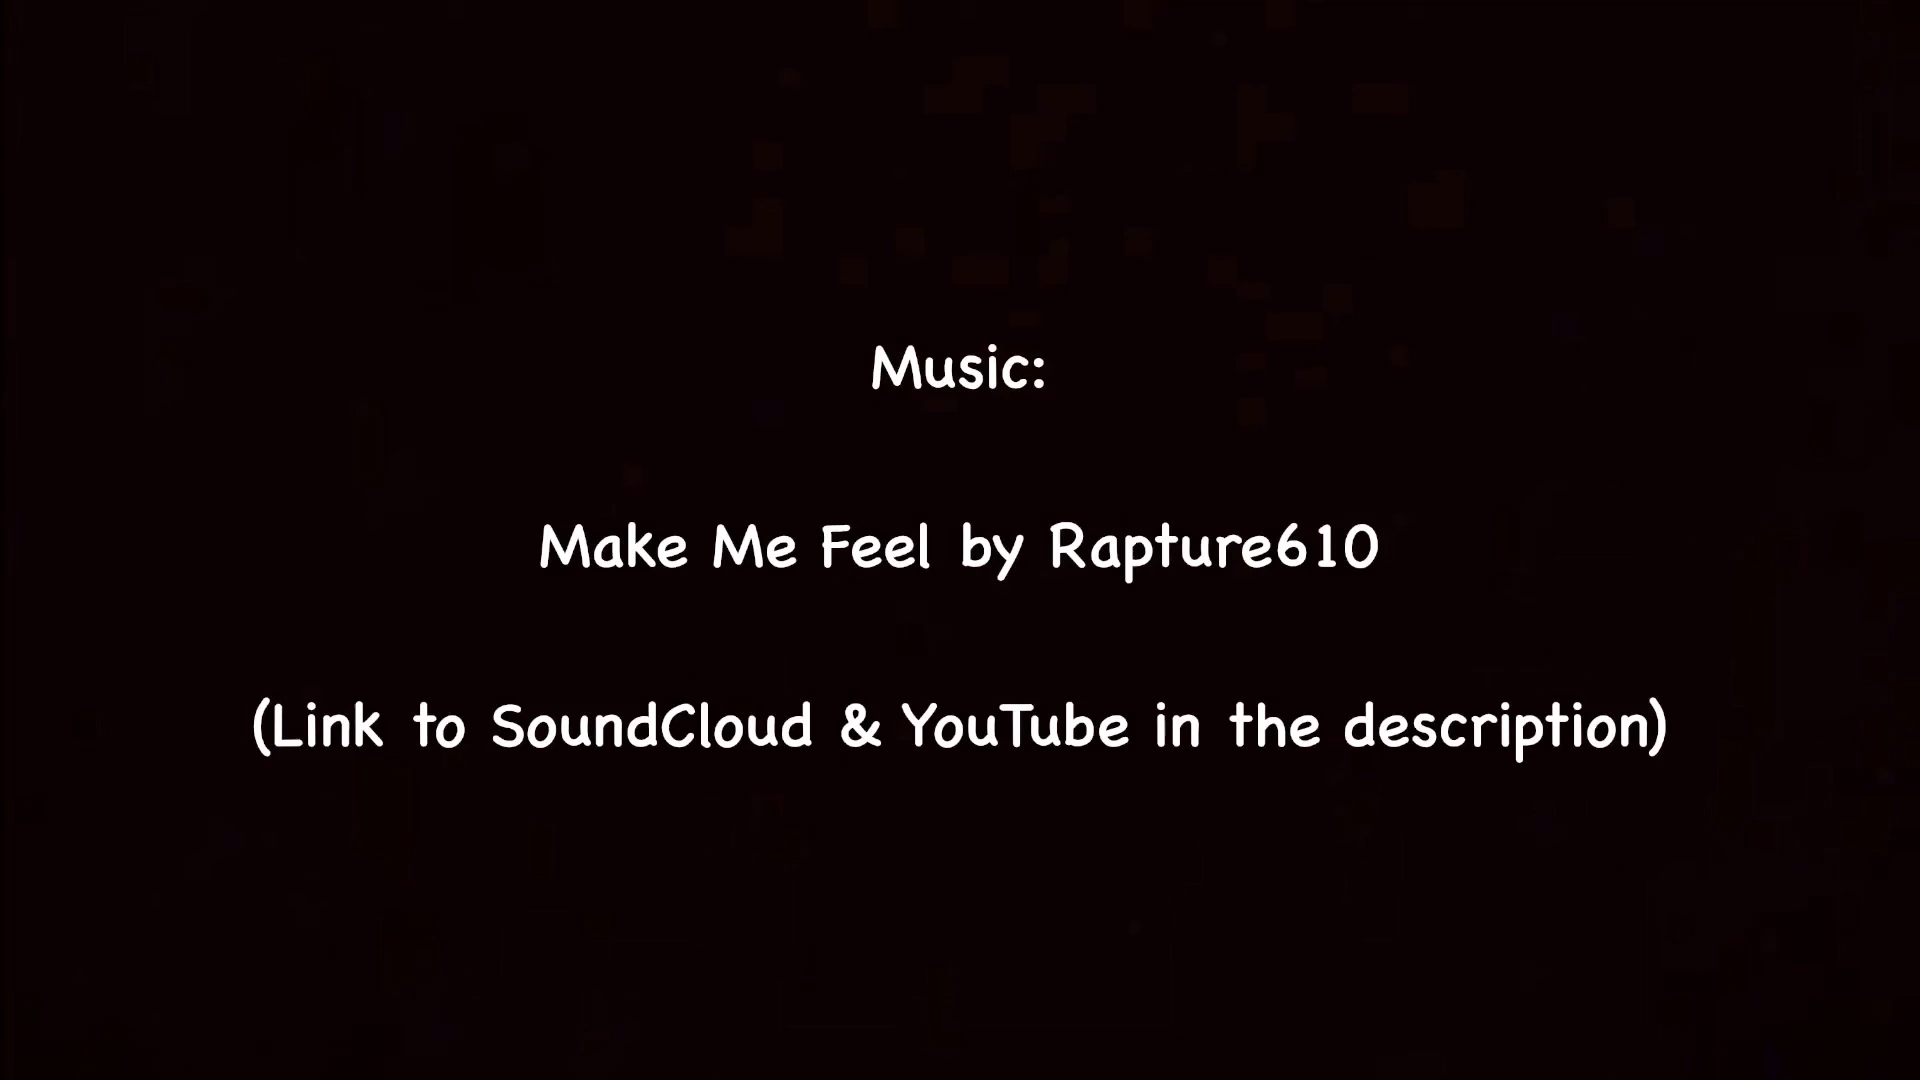 Music:
Make Me Feel by Rapture610
(Link to SoundCloud & YouTube in the description)